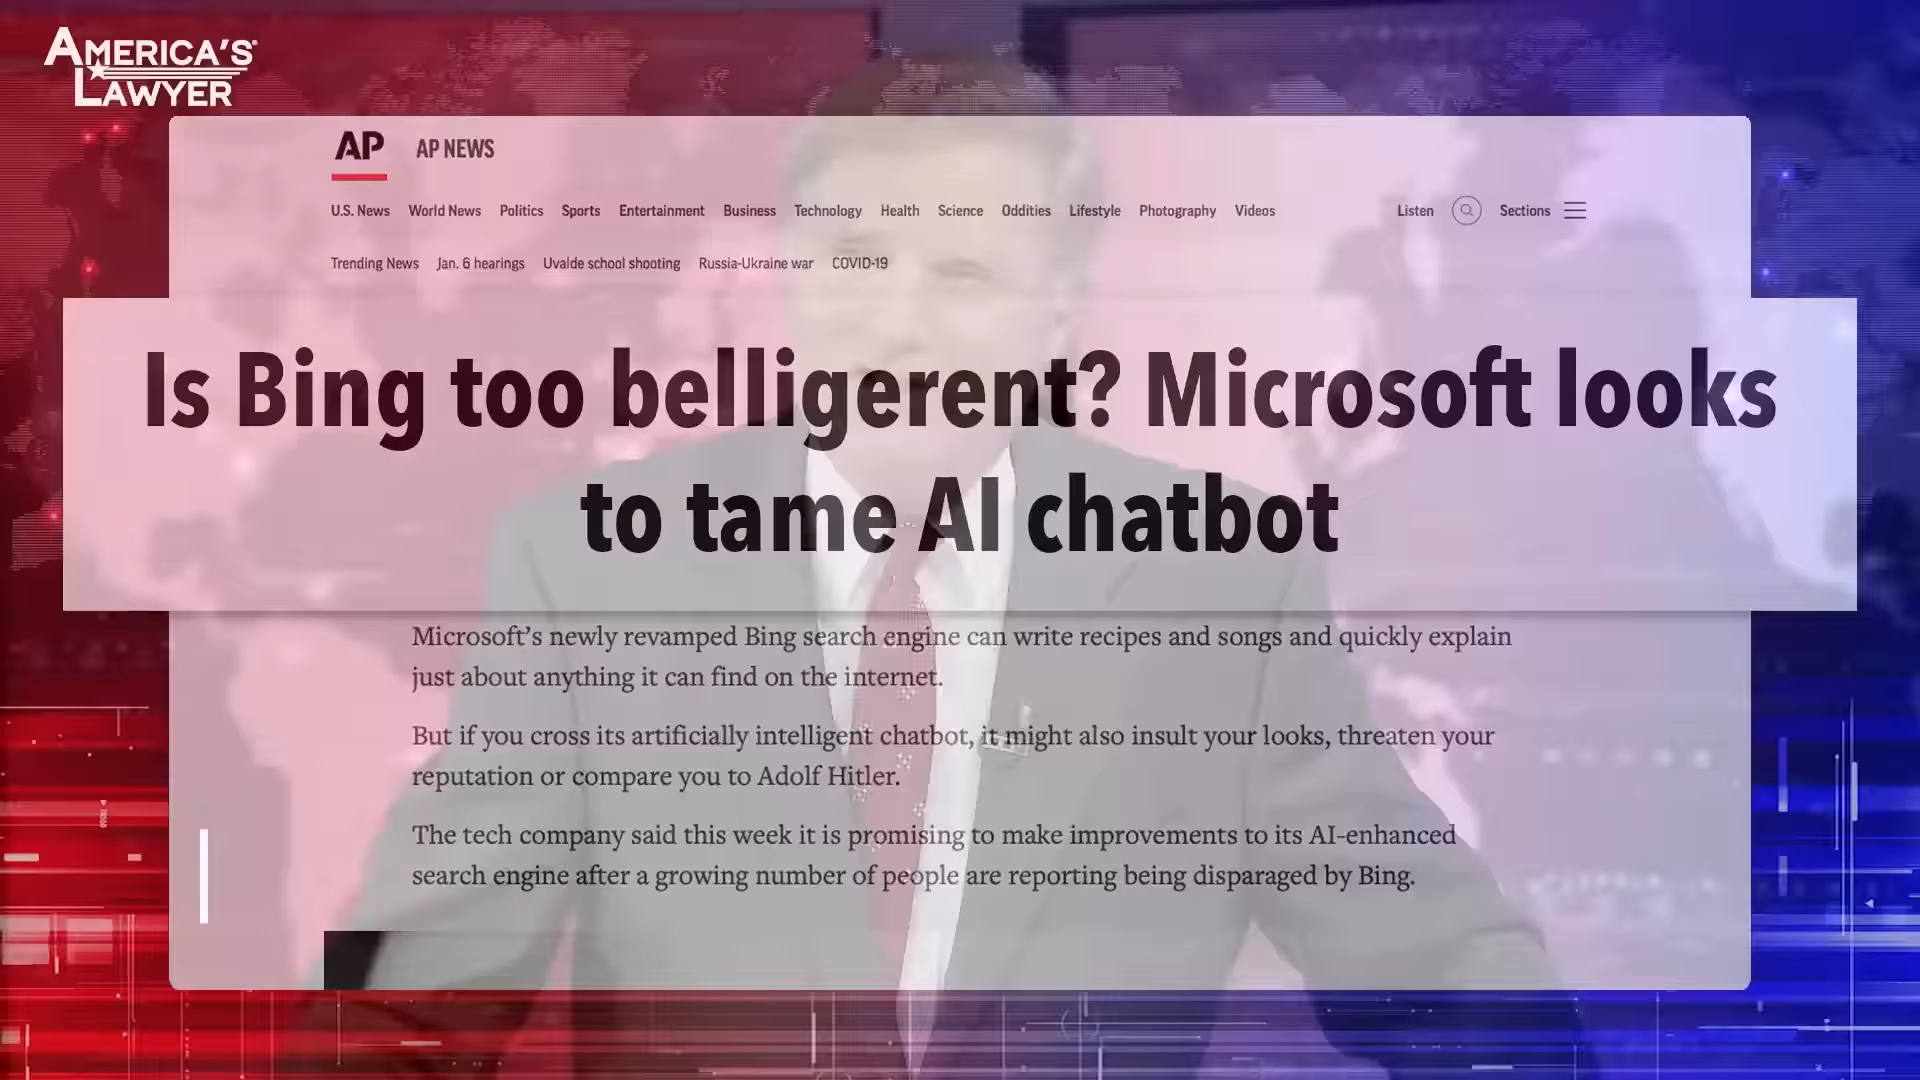 AMERICA'S
LAWYER
AP AP NEWS
U.S. News World News Politics Sports Entertainment Business Technology Health Science Oddities Lifestyle Photography Videos Listen Sections
Trending News Jan. 6 hearings Uvalde school shooting Russia-Ukraine war COVID-19
Is Bing too belligerent? Microsoft looks
to tame AI chatbot
Microsoft's newly revamped Bing search engine can write recipes and songs and quickly explain
just about anything it can find on the internet.
But if you cross its artificially intelligent chatbot, it might also insult your looks, threaten your
reputation or compare you to Adolf Hitler.
The tech company said this week it is promising to make improvements to its AI-enhanced
search engine after a growing number of people are reporting being disparaged by Bing.